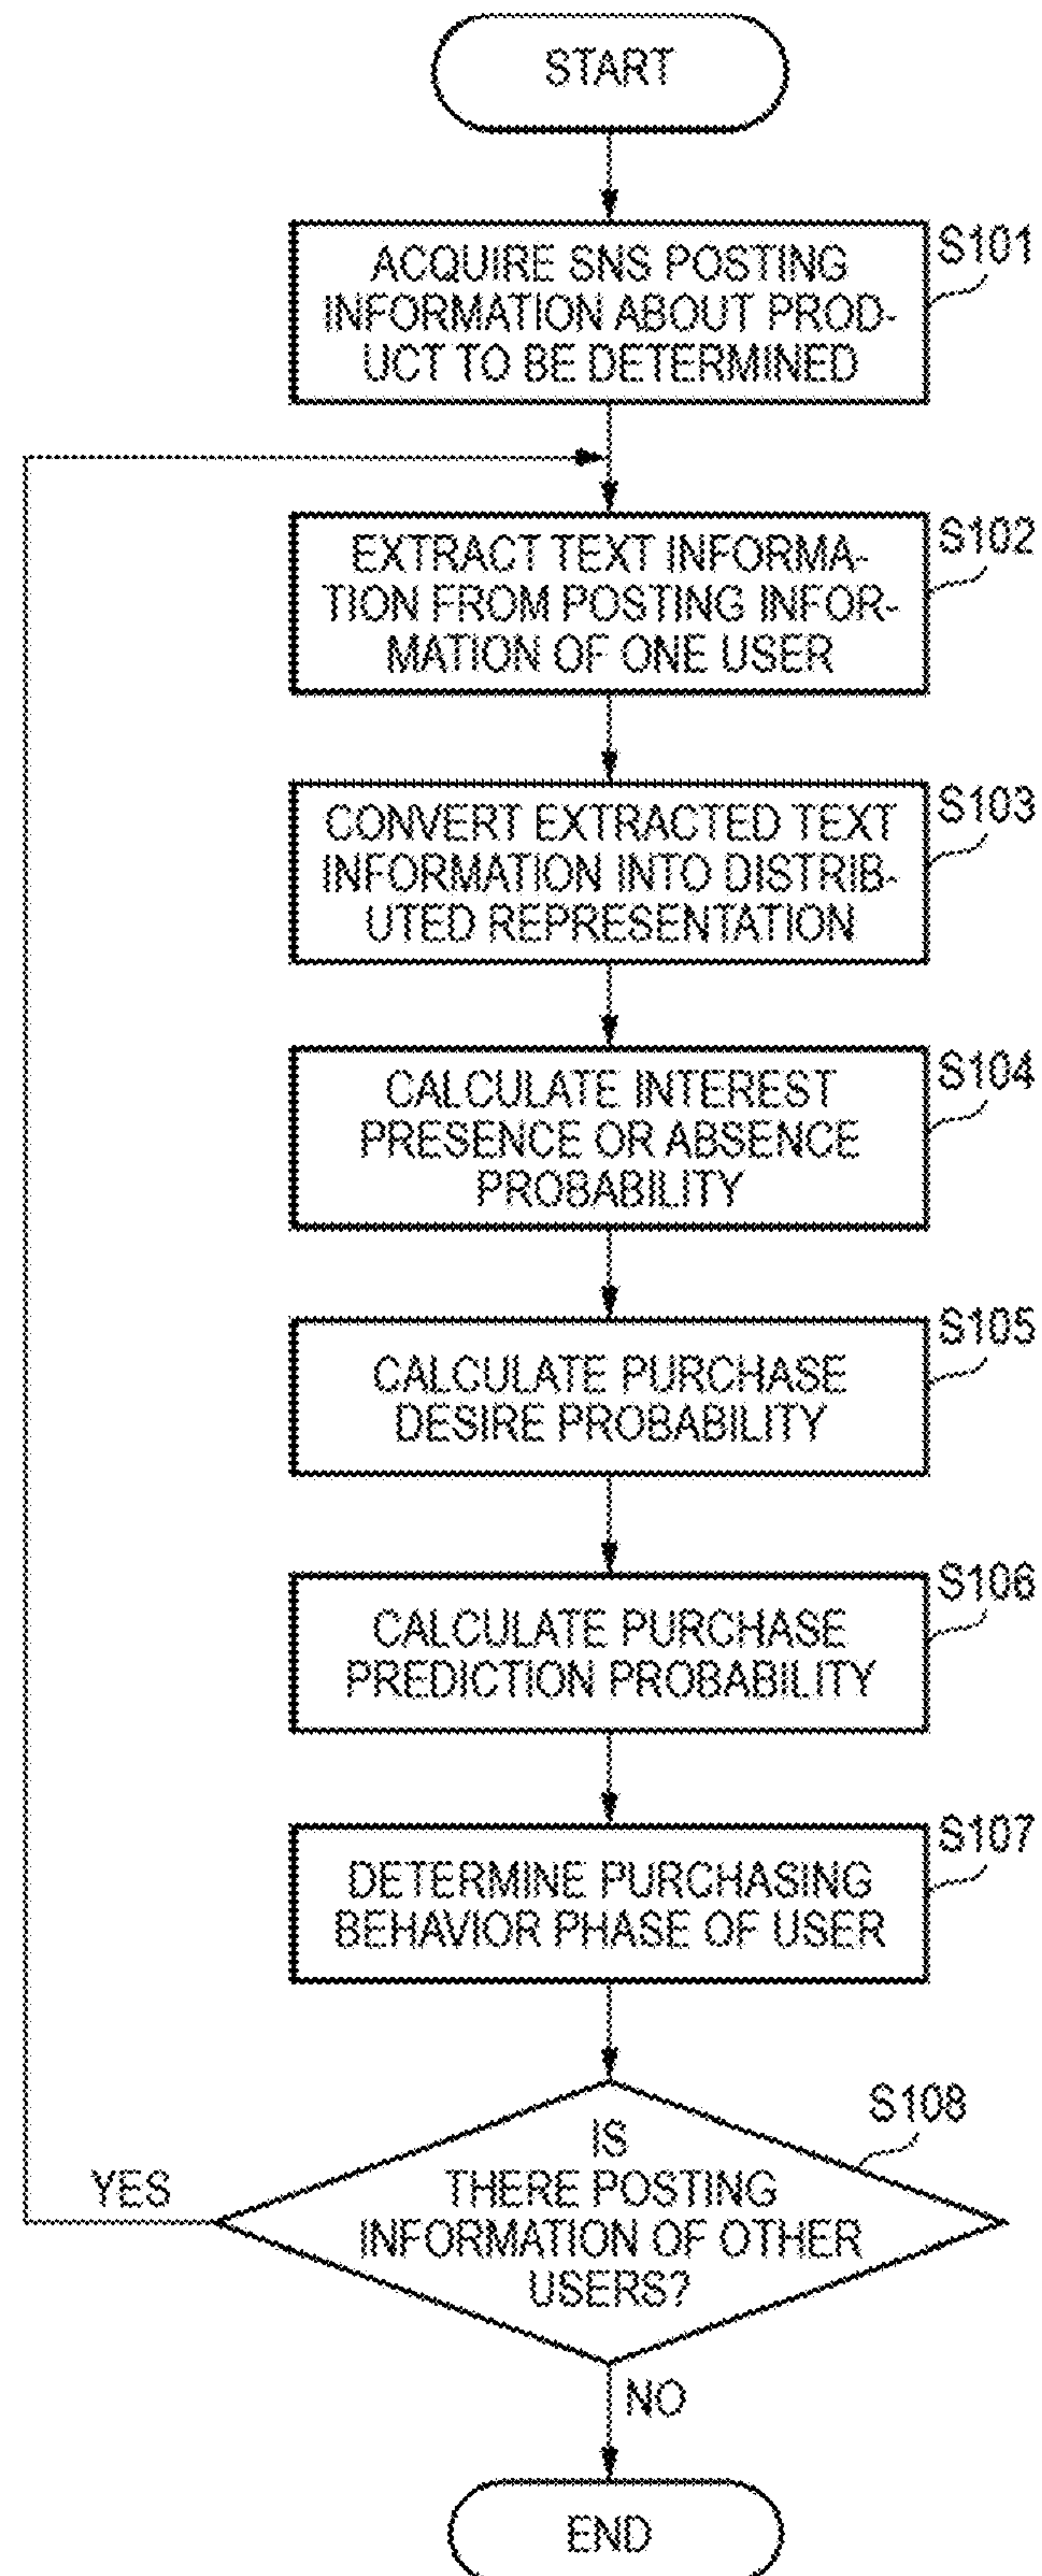 START
S101
ACQUIRE SNS POSTING
INFORMATION ABOUT PROD-
UCT TO BE DETERMINED
S102
EXTRACT TEXT INFORMA-
TION FROM POSTING INFOR-
MATION OF ONE USER
S103
CONVERT EXTRACTED TEXT
INFORMATION INTO DISTRIB-
UTED REPRESENTATION
S104
CALCULATE INTEREST
PRESENCE OR ABSENCE
PROBABILITY
S105
CALCULATE PURCHASE
DESIRE PROBABILITY
S106
CALCULATE PURCHASE
PREDICTION PROBABILITY
S107
DETERMINE PURCHASING
BEHAVIOR PHASE OF USER
S108
IS
THERE POSTING
INFORMATION OF OTHER
USERS?
YES
NO
END